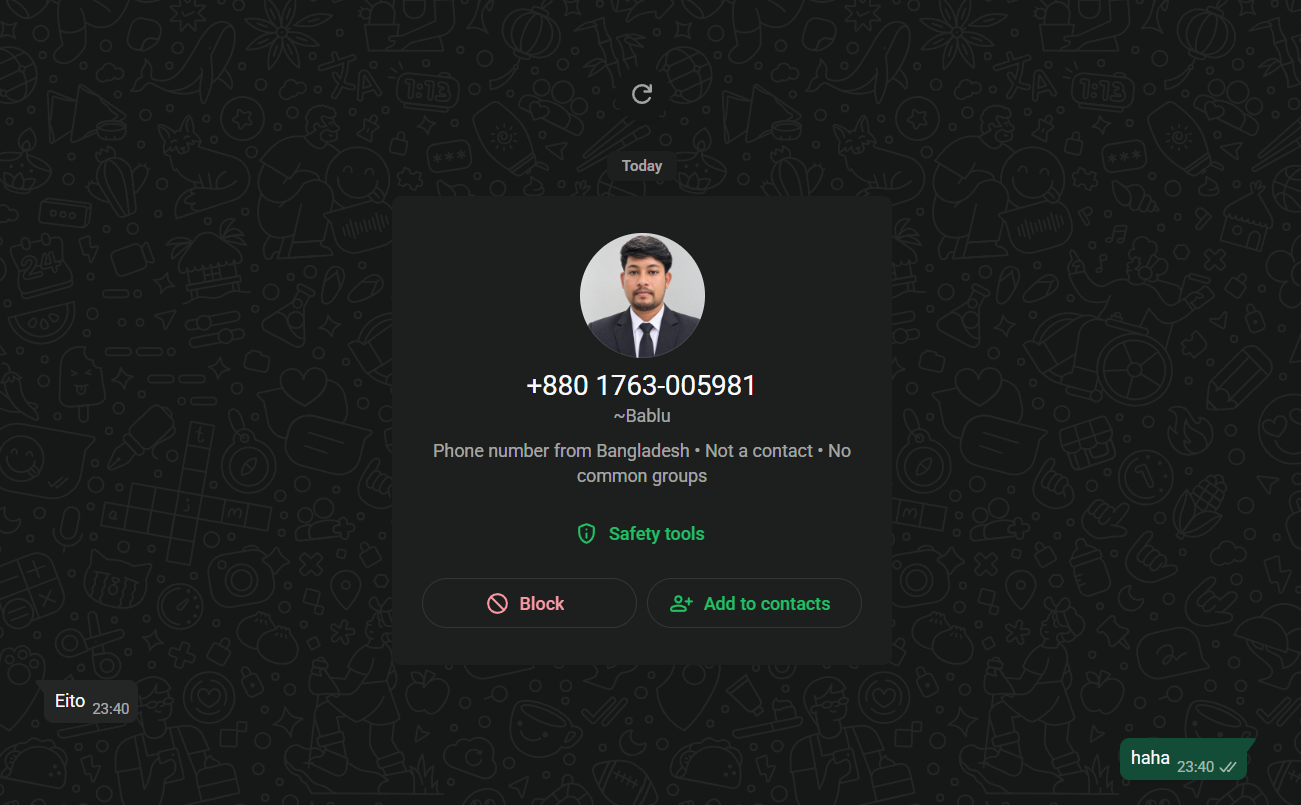 Today
+880 1763-005981
~Bablu
Phone number from Bangladesh • Not a contact • No
common groups
Safety tools
Block
Add to contacts
Eito 23:40
haha 23:40